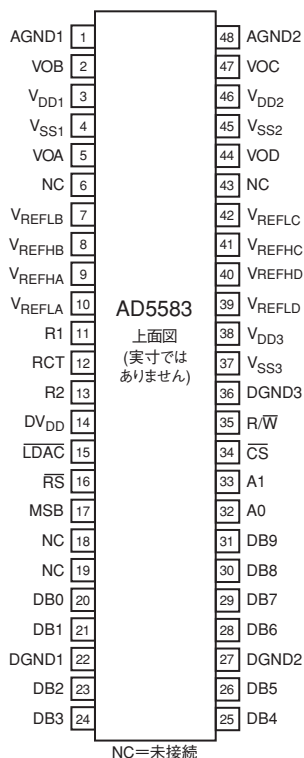 AGND1 1 48 AGND2
VOB 2 47 VOC
VDD1 3 46 VDD2
VSS1 4 45 VSS2
VOA 5 44 VOD
NC 6 43 NC
VREFLB 7 42 VREFLC
VREFHB 8 41 VREFHC
VREFHA 9 40 VREFHD
VREFLA 10 39 VREFLD
AD5583
上面図
(実寸では
ありません)
R1 11 38 VDD3
RCT 12 37 VSS3
R2 13 36 DGND3
DVDD 14 35 R/W̅
L̅D̅A̅C̅ 15 34 C̅S̅
R̅S̅ 16 33 A1
MSB 17 32 A0
NC 18 31 DB9
NC 19 30 DB8
DB0 20 29 DB7
DB1 21 28 DB6
DGND1 22 27 DGND2
DB2 23 26 DB5
DB3 24 25 DB4
NC=未接続